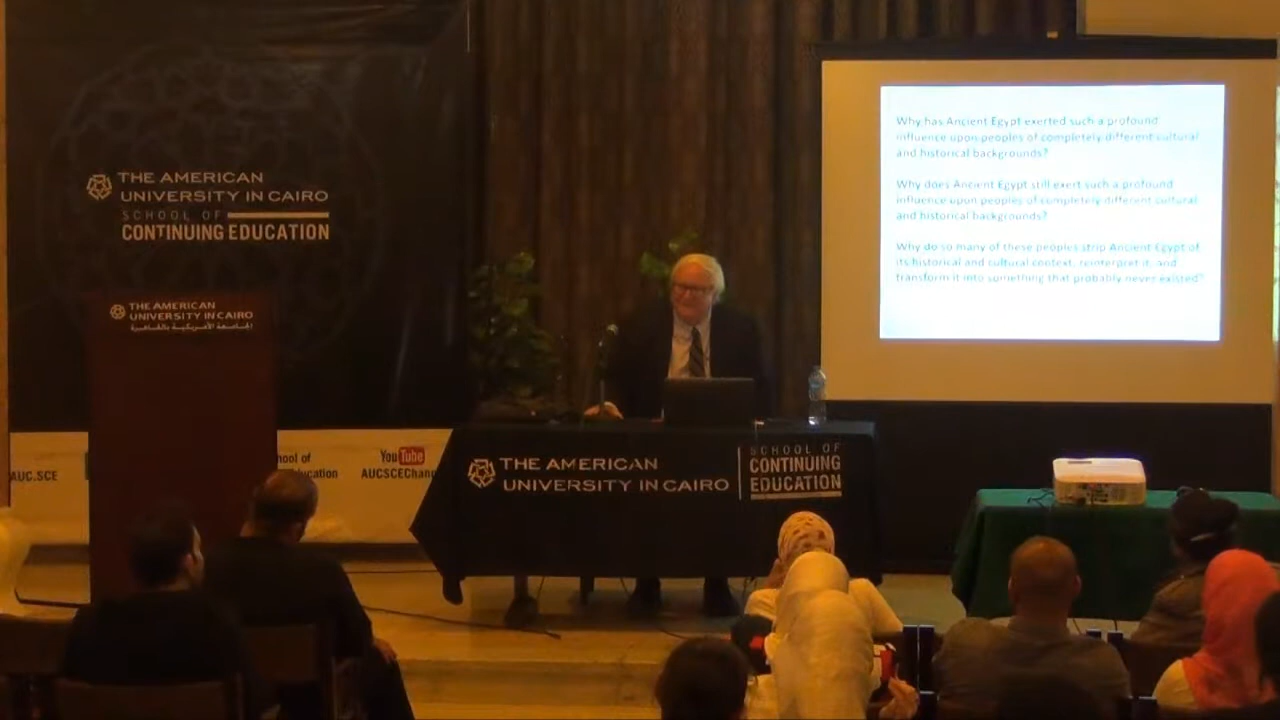 THE AMERICAN
UNIVERSITY IN CAIRO
SCHOOL OF
CONTINUING EDUCATION
THE AMERICAN
UNIVERSITY IN CAIRO
الجامعة الأمريكية بالقاهرة
Why has Ancient Egypt exerted such a profound
influence upon peoples of completely different cultural
and historical backgrounds?
Why does Ancient Egypt still exert such a profound
influence upon peoples of completely different cultural
and historical backgrounds?
Why do so many of these peoples strip Ancient Egypt of
its historical and cultural context, reinterpret it, and
transform it into something that probably never existed?
AUC.SCE
hool of
ucation
YouTube
AUCSCEChann
THE AMERICAN
UNIVERSITY IN CAIRO
SCHOOL OF
CONTINUING
EDUCATION